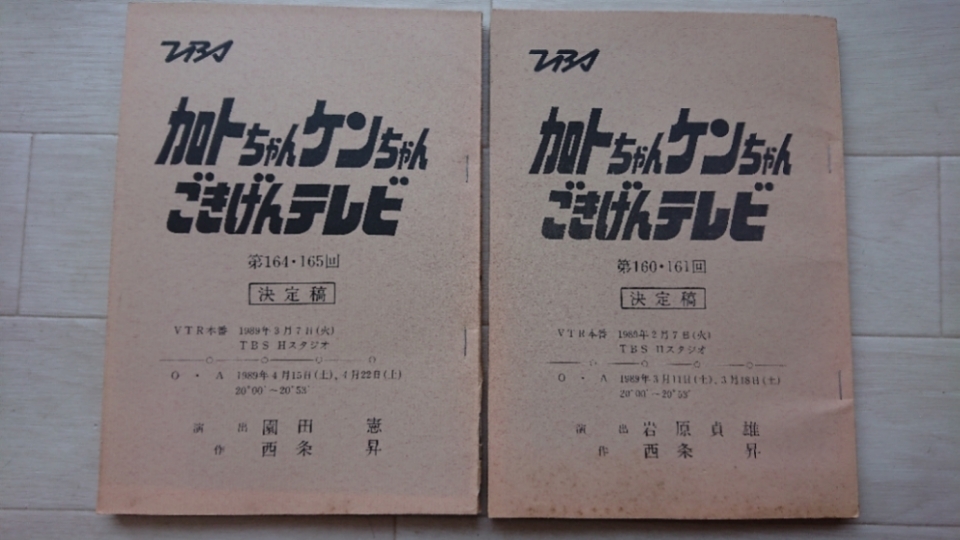 TBS
加トちゃんケンちゃん
ごきげんテレビ
第164・165回
決定稿
VTR本番 1989年3月7日(火)
TBS Hスタジオ
O・A 1989年4月15日(土)、4月22日(土)
20°00′~20°53′
演出 園田 憲
作 西条 昇
TBS
加トちゃんケンちゃん
ごきげんテレビ
第160・161回
決定稿
VTR本番 1989年2月7日(火)
TBS Hスタジオ
O・A 1989年3月11日(土)、3月18日(土)
20°00′~20°53′
演出 岩原貞雄
作 西条 昇